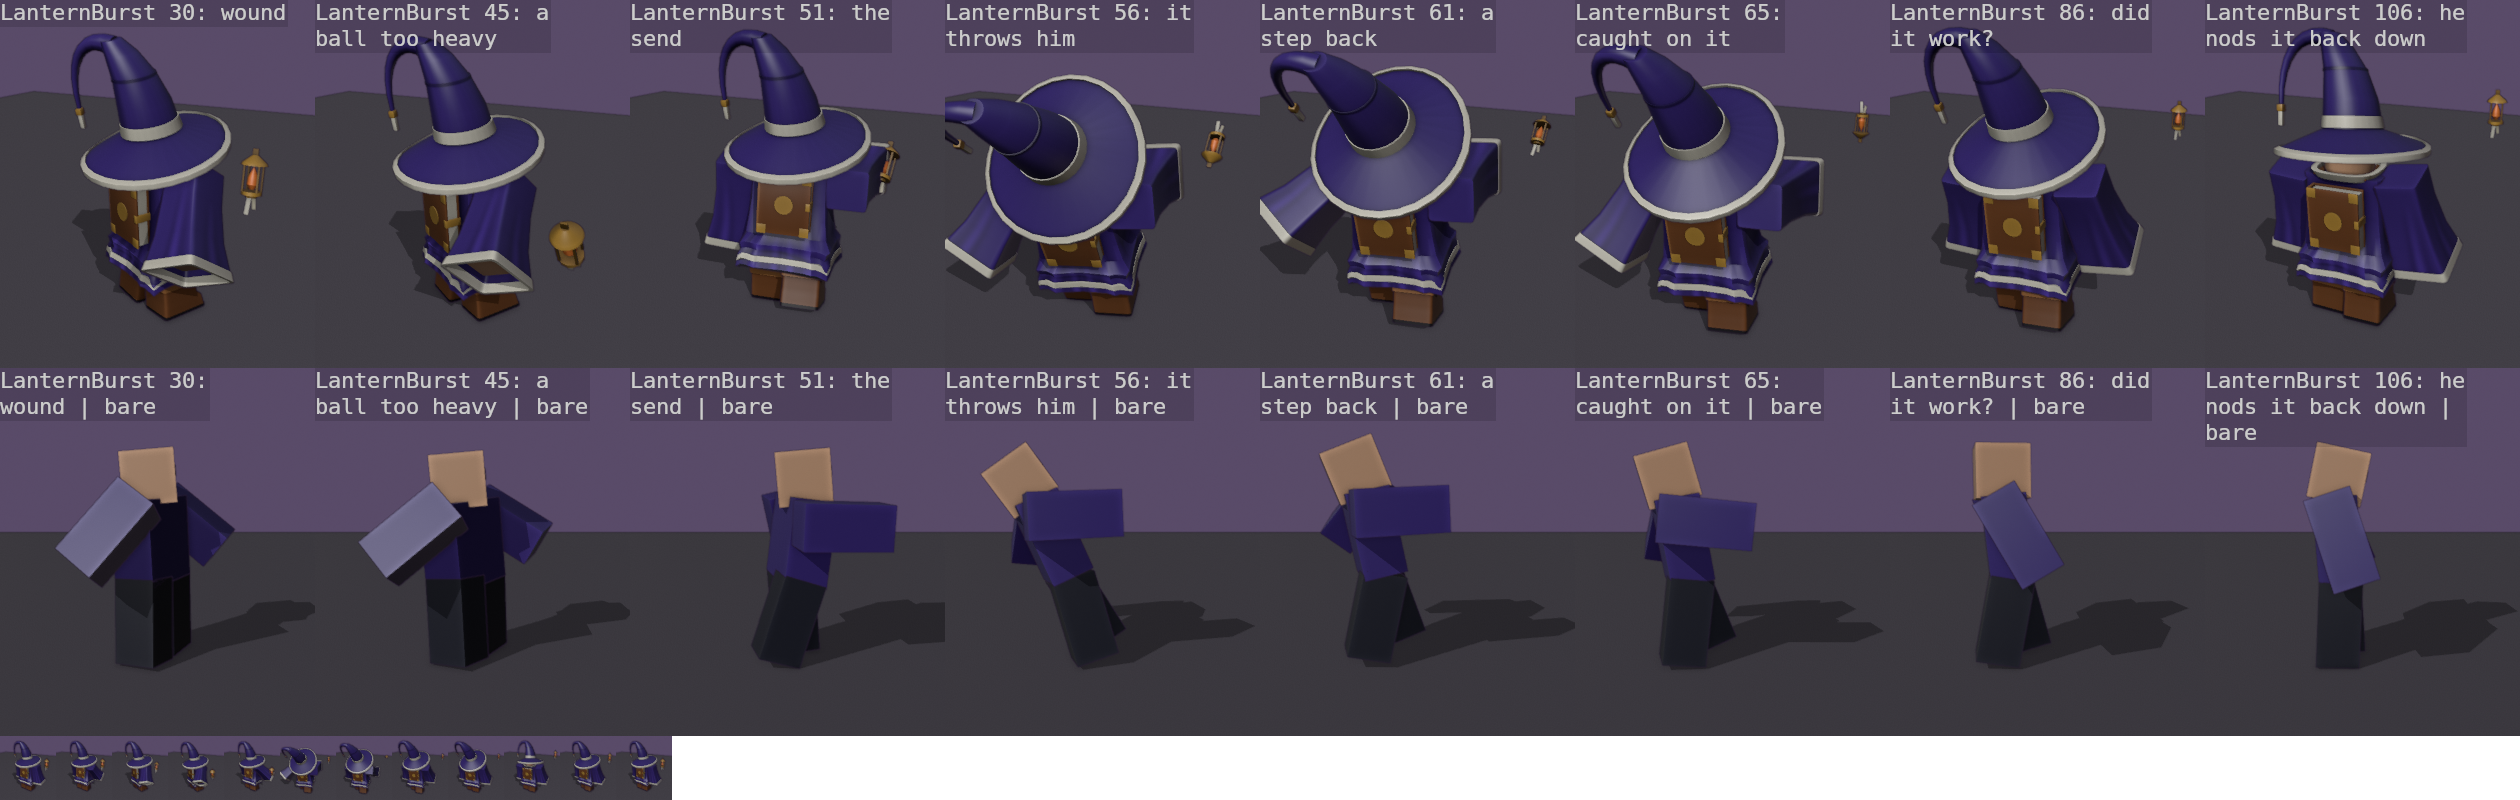 LanternBurst 30: wound
LanternBurst 45: a
ball too heavy
LanternBurst 51: the
send
LanternBurst 56: it
throws him
LanternBurst 61: a
step back
LanternBurst 65:
caught on it
LanternBurst 86: did
it work?
LanternBurst 106: he
nods it back down
LanternBurst 30:
wound | bare
LanternBurst 45: a
ball too heavy | bare
LanternBurst 51: the
send | bare
LanternBurst 56: it
throws him | bare
LanternBurst 61: a
step back | bare
LanternBurst 65:
caught on it | bare
LanternBurst 86: did
it work? | bare
LanternBurst 106: he
nods it back down |
bare